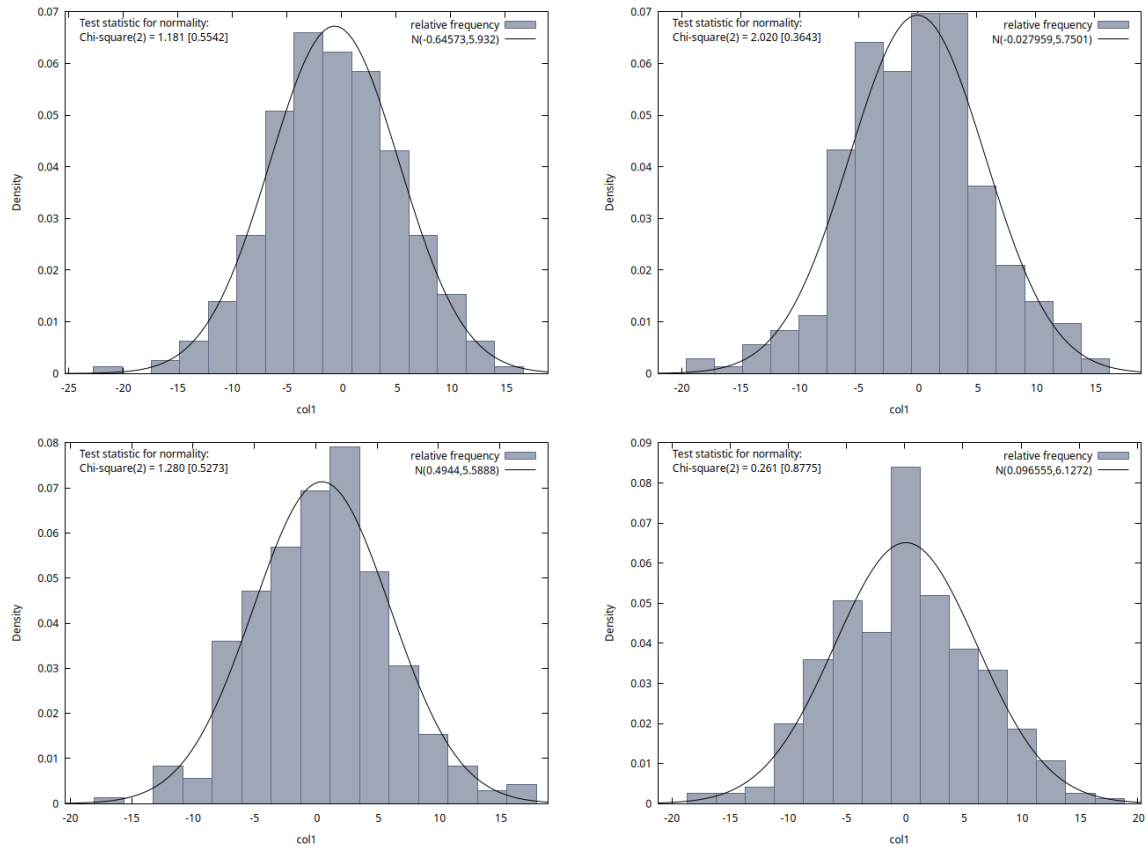 Test statistic for normality:
Chi-square(2) = 1.181 [0.5542]
relative frequency
N(-0.64573,5.932)
0.07
0.06
0.05
0.04
0.03
0.02
0.01
0
Density
-25 -20 -15 -10 -5 0 5 10 15
col1
Test statistic for normality:
Chi-square(2) = 2.020 [0.3643]
relative frequency
N(-0.027959,5.7501)
0.07
0.06
0.05
0.04
0.03
0.02
0.01
0
Density
-20 -15 -10 -5 0 5 10 15
col1
Test statistic for normality:
Chi-square(2) = 1.280 [0.5273]
relative frequency
N(0.4944,5.5888)
0.08
0.07
0.06
0.05
0.04
0.03
0.02
0.01
0
Density
-20 -15 -10 -5 0 5 10 15
col1
Test statistic for normality:
Chi-square(2) = 0.261 [0.8775]
relative frequency
N(0.096555,6.1272)
0.09
0.08
0.07
0.06
0.05
0.04
0.03
0.02
0.01
0
Density
-20 -15 -10 -5 0 5 10 15 20
col1